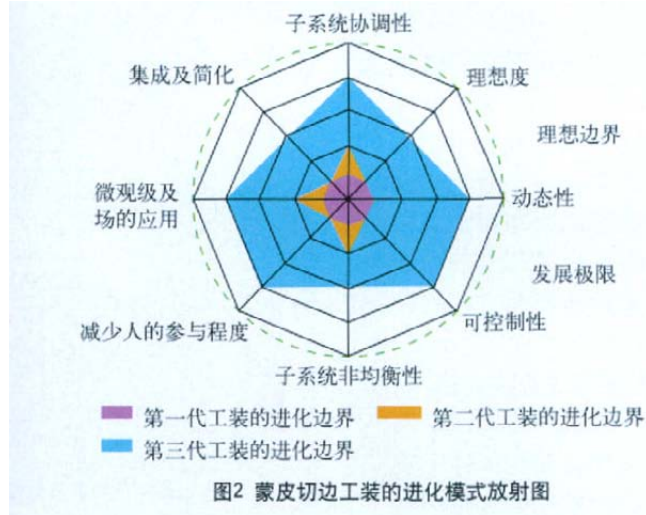 子系统协调性
集成及简化
理想度
理想边界
微观级及
场的应用
动态性
发展极限
减少人的参与程度
可控制性
子系统非均衡性
第一代工装的进化边界
第二代工装的进化边界
第三代工装的进化边界
图2 蒙皮切边工装的进化模式放射图